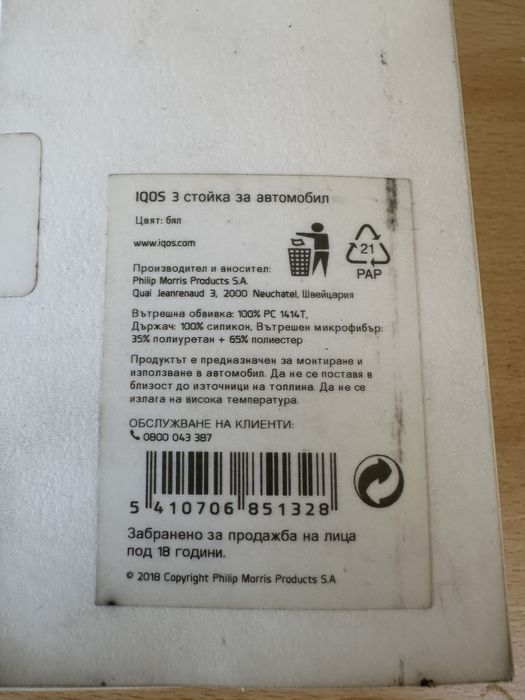 IQOS 3 стойка за автомобил
Цвят: бял
www.iqos.com
21
PAP
Производител и вносител:
Philip Morris Products S.A.
Quai Jeanrenaud 3, 2000 Neuchatel, Швейцария
Вътрешна обвивка: 100% PC 1414T,
Държач: 100% силикон, Вътрешен микрофибър:
35% полиуретан + 65% полиестер
Продуктът е предназначен за монтиране и
използване в автомобил. Да не се поставя в
близост до източници на топлина. Да не се
излага на висока температура.
ОБСЛУЖВАНЕ НА КЛИЕНТИ:
0800 043 387
5 410706 851328
Забранено за продажба на лица
под 18 години.
© 2018 Copyright Philip Morris Products S.A